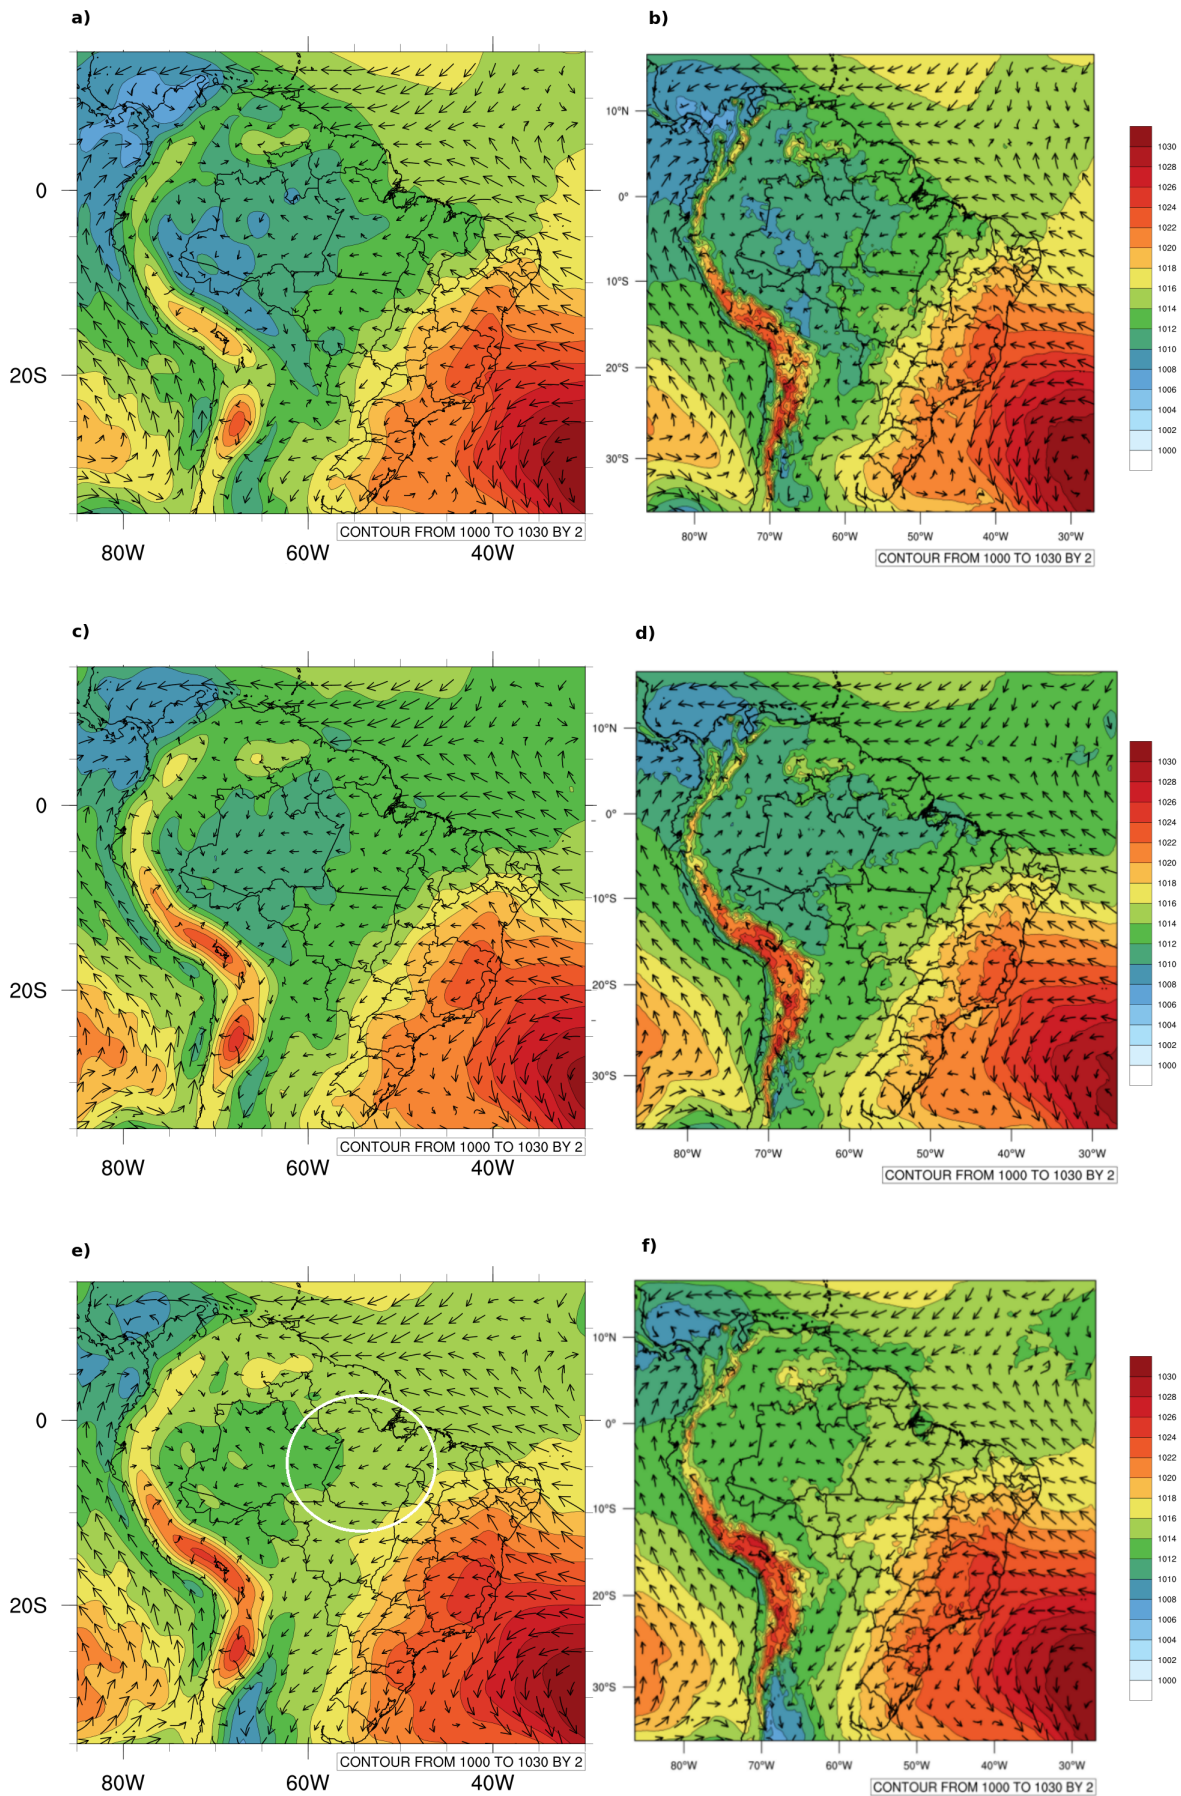 a)
b)
0
20S
80W
60W
40W
CONTOUR FROM 1000 TO 1030 BY 2
10°N
0°
10°S
20°S
30°S
80°W
70°W
60°W
50°W
40°W
30°W
CONTOUR FROM 1000 TO 1030 BY 2
1030
1028
1026
1024
1022
1020
1018
1016
1014
1012
1010
1008
1006
1004
1002
1000
c)
d)
0
20S
80W
60W
40W
CONTOUR FROM 1000 TO 1030 BY 2
10°N
0°
10°S
20°S
30°S
80°W
70°W
60°W
50°W
40°W
30°W
CONTOUR FROM 1000 TO 1030 BY 2
1030
1028
1026
1024
1022
1020
1018
1016
1014
1012
1010
1008
1006
1004
1002
1000
e)
f)
0
20S
80W
60W
40W
CONTOUR FROM 1000 TO 1030 BY 2
10°N
0°
10°S
20°S
30°S
80°W
70°W
60°W
50°W
40°W
30°W
CONTOUR FROM 1000 TO 1030 BY 2
1030
1028
1026
1024
1022
1020
1018
1016
1014
1012
1010
1008
1006
1004
1002
1000